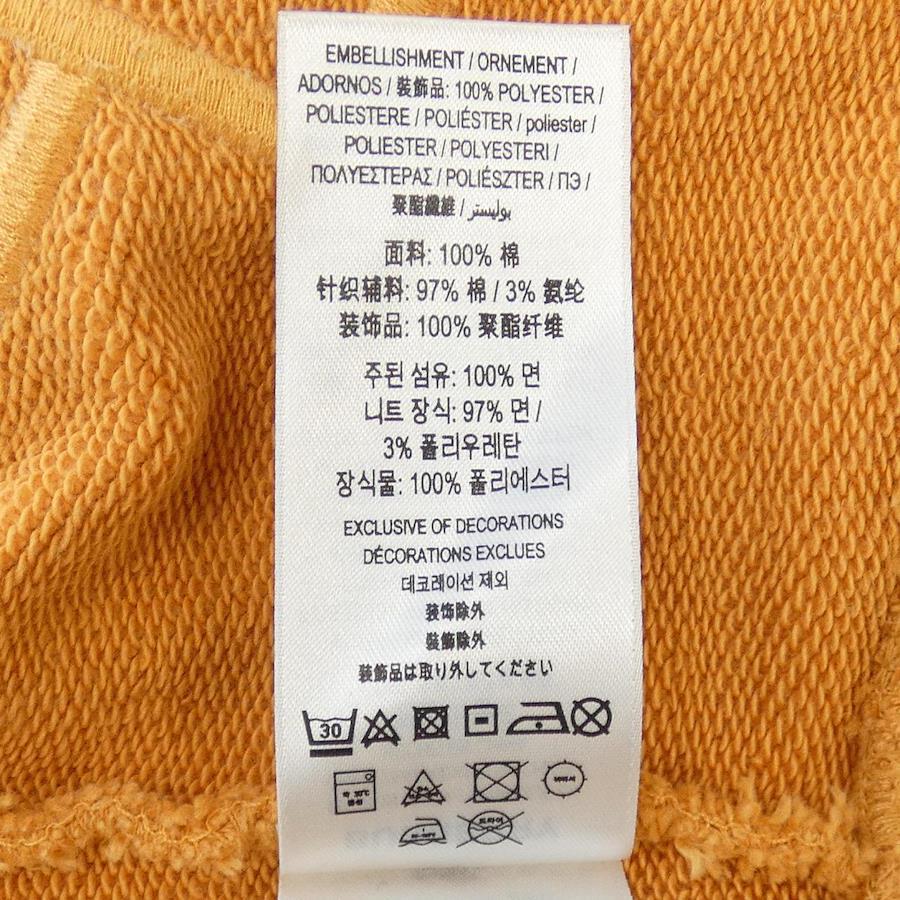 EMBELLISHMENT / ORNEMENT /
ADORNOS / 装飾品: 100% POLYESTER /
POLIESTERE / POLIÉSTER / poliester /
POLIESTER / POLYESTERI /
ΠΟΛΥΕΣΤΕΡΑΣ / POLIÉSZTER / ПЭ /
聚酯纖維 / بوليستر
面料: 100% 棉
针织辅料: 97% 棉 / 3% 氨纶
装饰品: 100% 聚酯纤维
주된 섬유: 100% 면
니트 장식: 97% 면 /
3% 폴리우레탄
장식물: 100% 폴리에스터
EXCLUSIVE OF DECORATIONS
DÉCORATIONS EXCLUES
데코레이션 제외
装饰除外
裝飾除外
装飾品は取り外してください
30
드라이